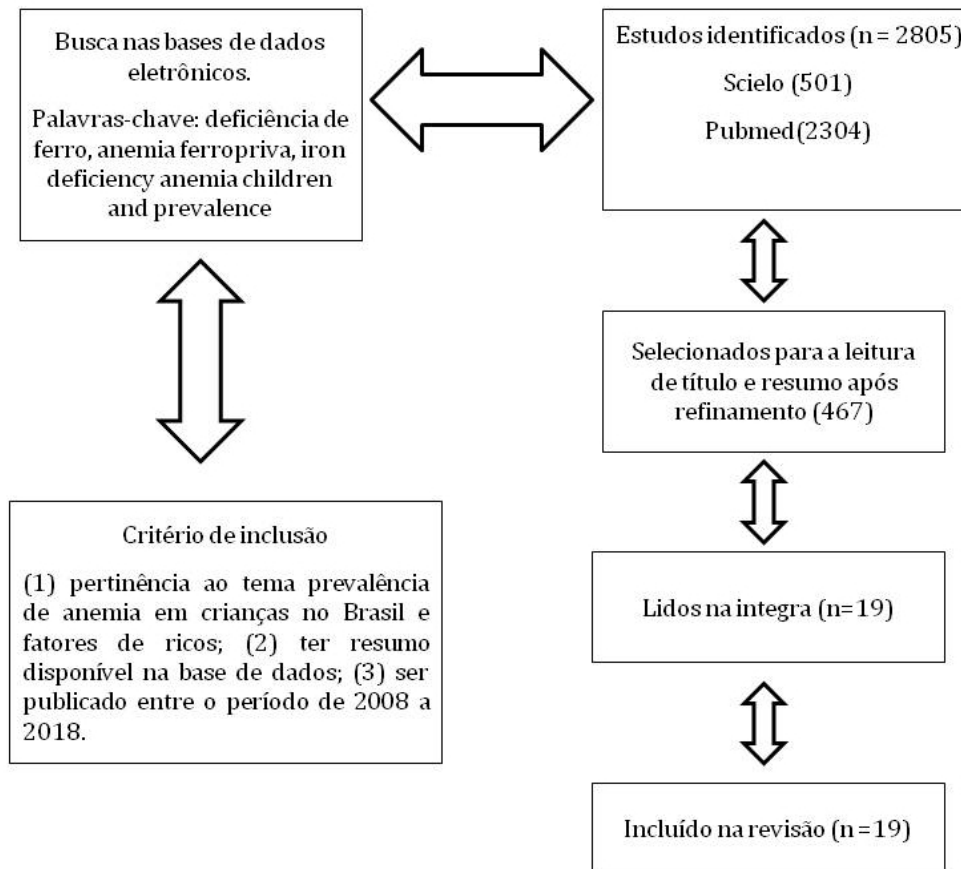 Busca nas bases de dados
eletrônicos.
Palavras-chave: deficiência de
ferro, anemia ferropriva, iron
deficiency anemia children
and prevalence
Estudos identificados (n = 2805)
Scielo (501)
Pubmed(2304)
Selecionados para a leitura
de título e resumo após
refinamento (467)
Critério de inclusão
(1) pertinência ao tema prevalência
de anemia em crianças no Brasil e
fatores de ricos; (2) ter resumo
disponível na base de dados; (3) ser
publicado entre o período de 2008 a
2018.
Lidos na integra (n=19)
Incluído na revisão (n =19)